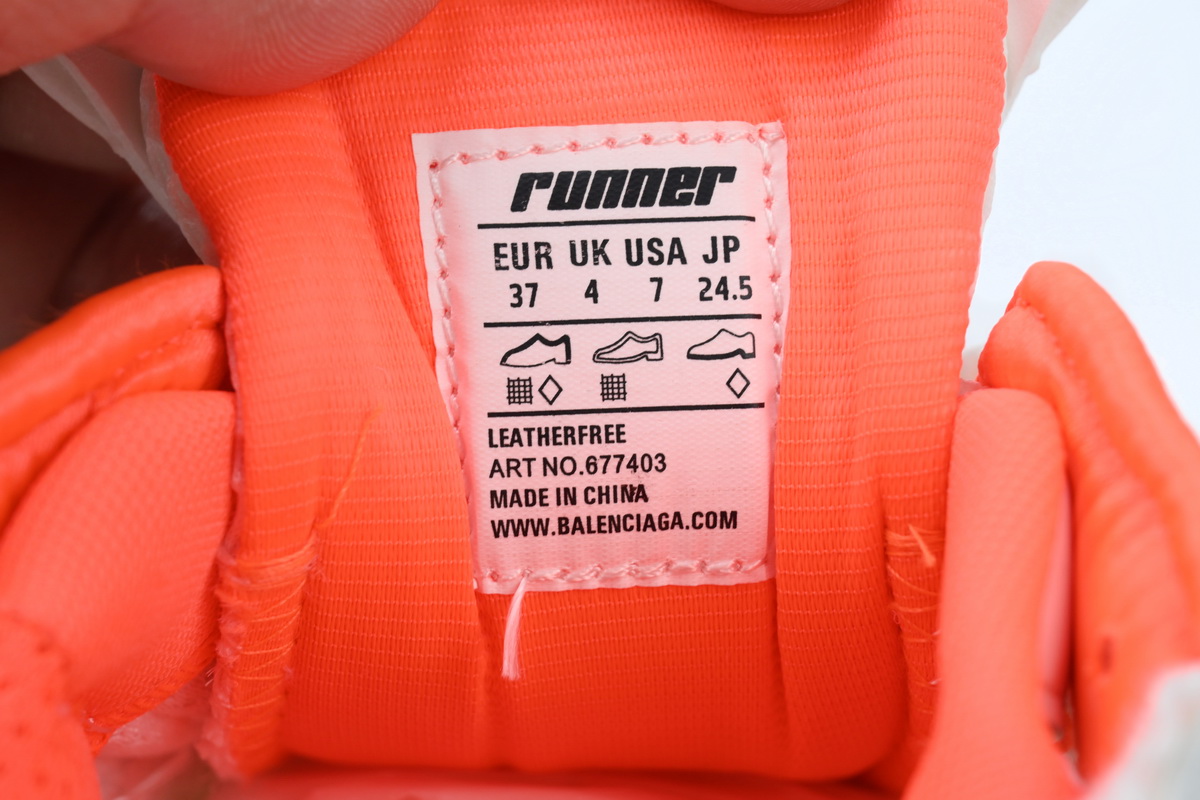 runner
EUR UK USA JP
37 4 7 24.5
LEATHERFREE
ART NO.677403
MADE IN CHINA
WWW.BALENCIAGA.COM